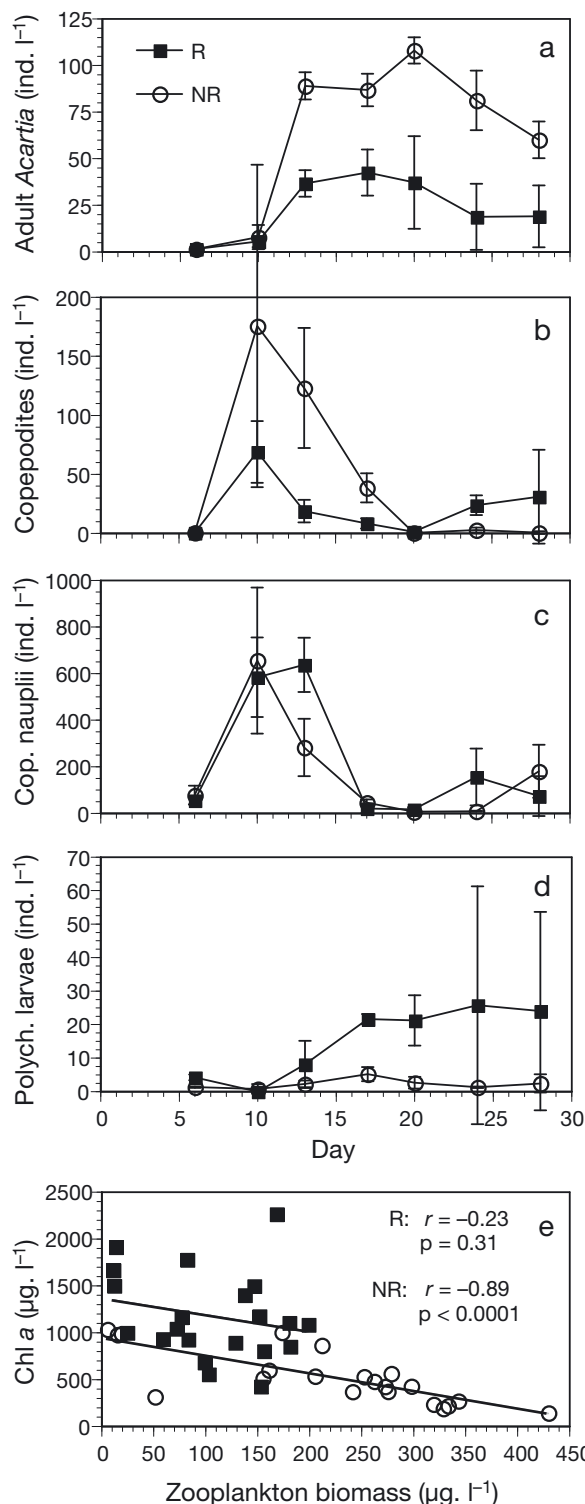 125
100
75
50
25
0
Adult Acartia (ind. l⁻¹)
R
NR
a
200
150
100
50
0
Copepodites (ind. l⁻¹)
b
1000
800
600
400
200
0
Cop. nauplii (ind. l⁻¹)
c
70
60
50
40
30
20
10
0
Polych. larvae (ind. l⁻¹)
d
0 5 10 15 20 25 30
Day
2500
2000
1500
1000
500
0
Chl a (µg. l⁻¹)
e
R: r = –0.23
p = 0.31
NR: r = –0.89
p < 0.0001
0 50 100 150 200 250 300 350 400 450 500
Zooplankton biomass (µg. l⁻¹)